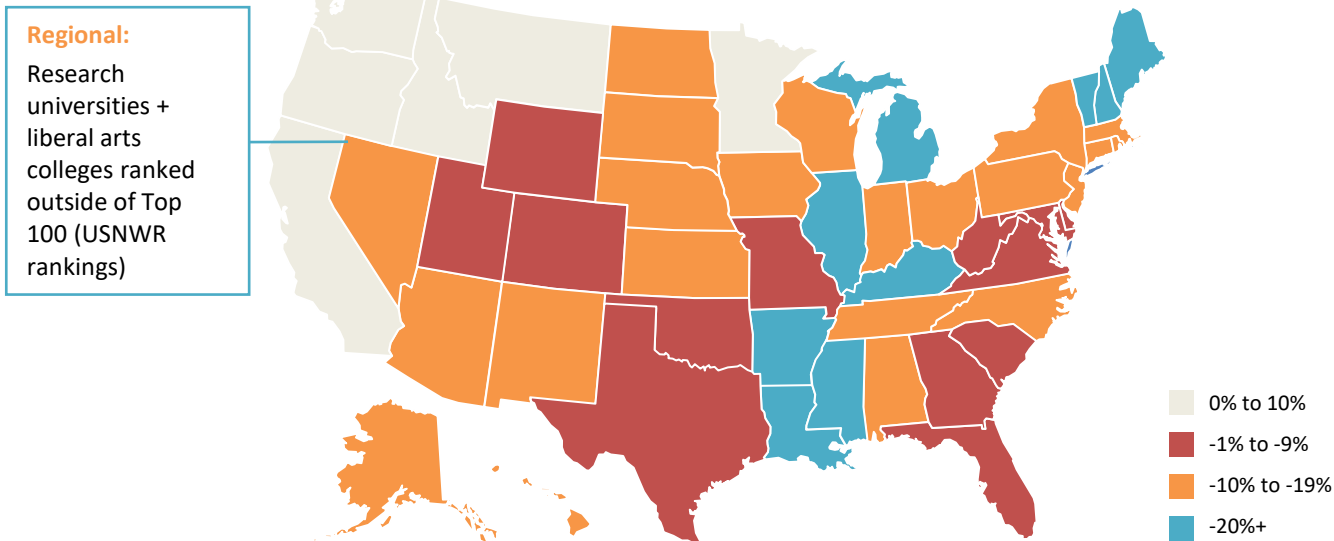 Regional:
Research
universities +
liberal arts
colleges ranked
outside of Top
100 (USNWR
rankings)
0% to 10%
-1% to -9%
-10% to -19%
-20%+